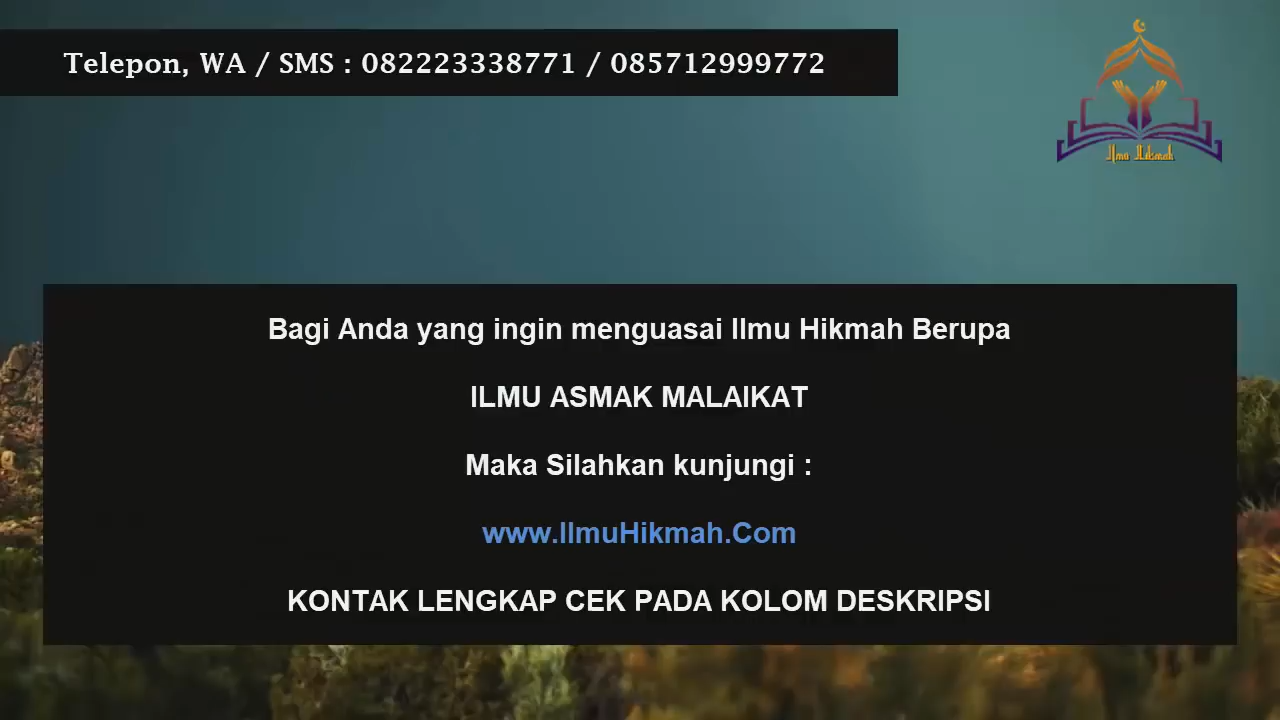 Telepon, WA / SMS : 082223338771 / 085712999772
Ilmu Hikmah
Bagi Anda yang ingin menguasai Ilmu Hikmah Berupa
ILMU ASMAK MALAIKAT
Maka Silahkan kunjungi :
www.IlmuHikmah.Com
KONTAK LENGKAP CEK PADA KOLOM DESKRIPSI